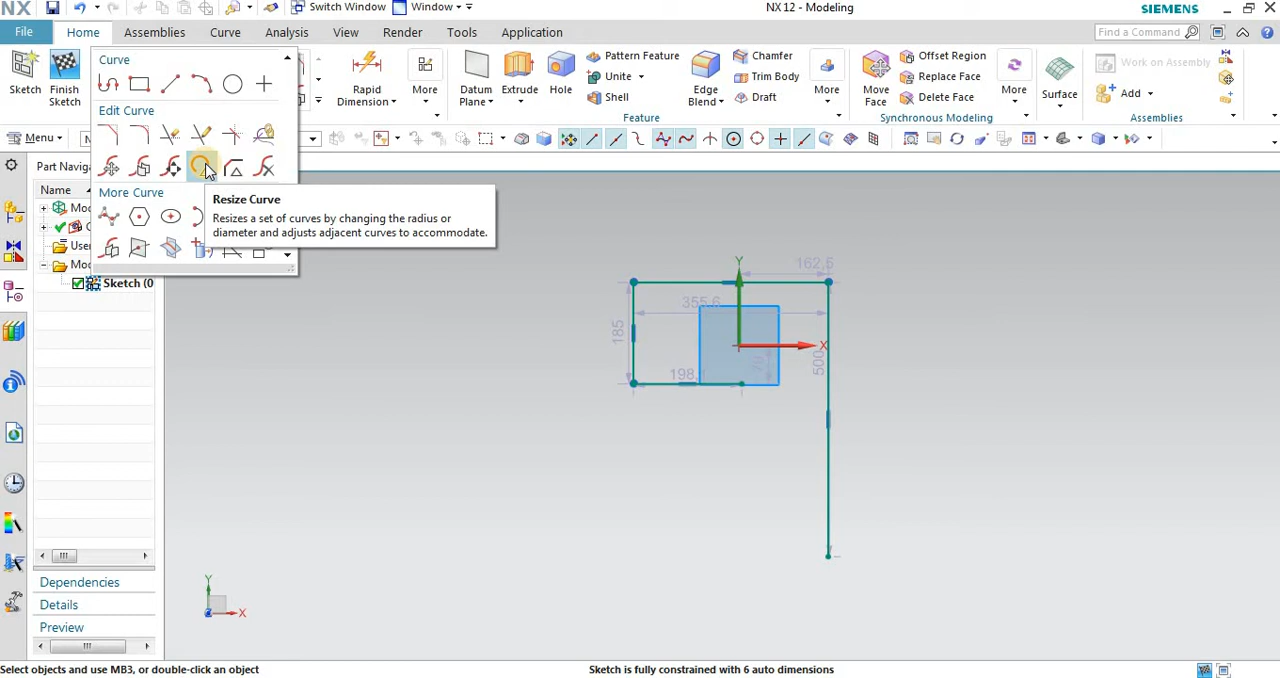 NX
Switch Window
Window
NX 12 - Modeling
SIEMENS
File
Home
Assemblies
Curve
Analysis
View
Render
Tools
Application
Find a Command
Sketch
Finish
Sketch
Curve
Edit Curve
More Curve
Rapid
Dimension
More
Datum
Plane
Extrude
Hole
Pattern Feature
Unite
Shell
Edge
Blend
Chamfer
Trim Body
Draft
More
Feature
Move
Face
Offset Region
Replace Face
Delete Face
More
Synchronous Modeling
Surface
Work on Assembly
Add
Assemblies
Menu
N
Part Navig
Name
Moc
C
User
Moc
Sketch (0
Resize Curve
Resizes a set of curves by changing the radius or
diameter and adjusts adjacent curves to accommodate.
Y
162,5
355,6
185
X
500
198,
Dependencies
Details
Preview
Y
X
Select objects and use MB3, or double-click an object
Sketch is fully constrained with 6 auto dimensions